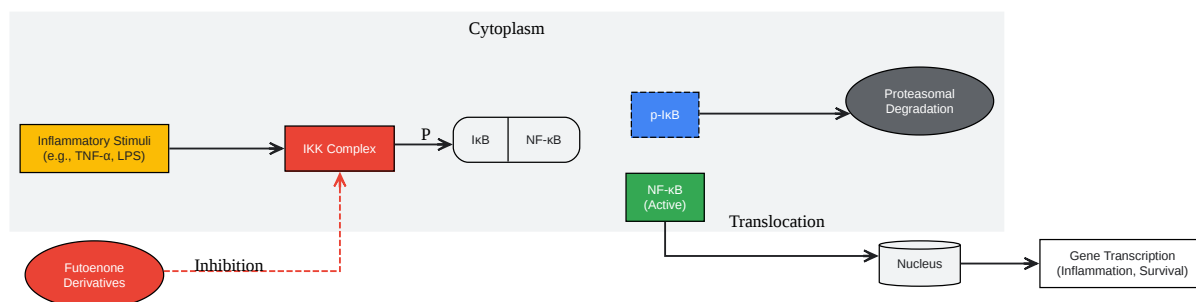 Cytoplasm
Inflammatory Stimuli
(e.g., TNF-α, LPS)
IKK Complex
P
IκB
NF-κB
p-IκB
Proteasomal
Degradation
NF-κB
(Active)
Translocation
Futoenone
Derivatives
Inhibition
Nucleus
Gene Transcription
(Inflammation, Survival)